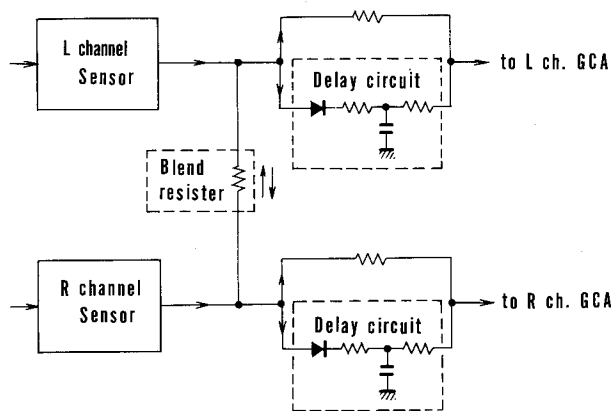 L channel
Sensor
Delay circuit
to L ch. GCA
Blend
resister
R channel
Sensor
Delay circuit
to R ch. GCA